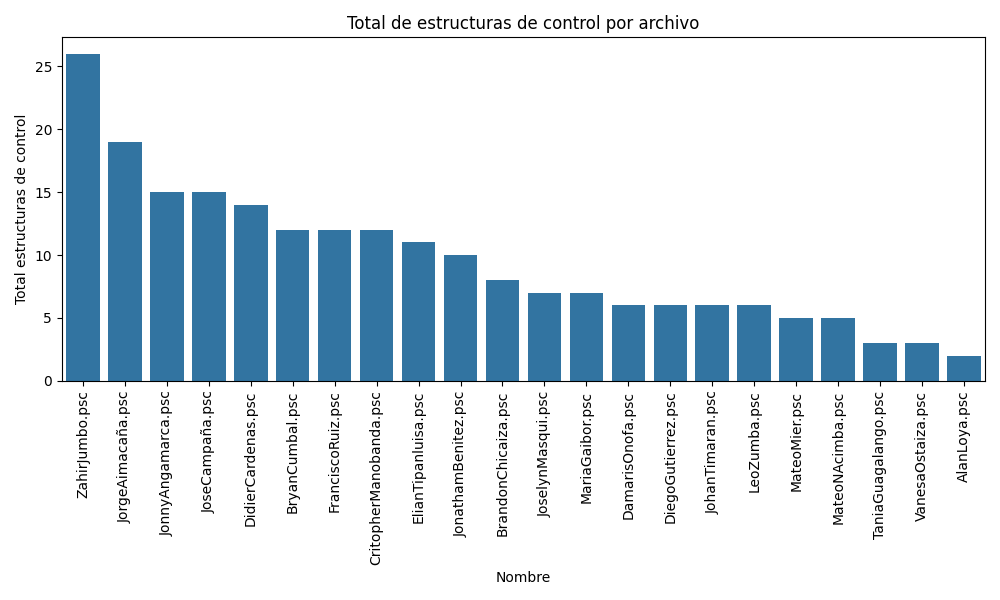 Total de estructuras de control por archivo
Total estructuras de control
25
20
15
10
5
0
ZahirJumbo.psc
JorgeAimacaña.psc
JonnyAngamarca.psc
JoseCampaña.psc
DidierCardenas.psc
BryanCumbal.psc
FranciscoRuiz.psc
CritopherManobanda.psc
ElianTipanluisa.psc
JonathamBenitez.psc
BrandonChicaiza.psc
JoselynMasqui.psc
MariaGaibor.psc
DamarisOnofa.psc
DiegoGutierrez.psc
JohanTimaran.psc
LeoZumba.psc
MateoMier.psc
MateoNAcimba.psc
TaniaGuagalango.psc
VanesaOstaiza.psc
AlanLoya.psc
Nombre